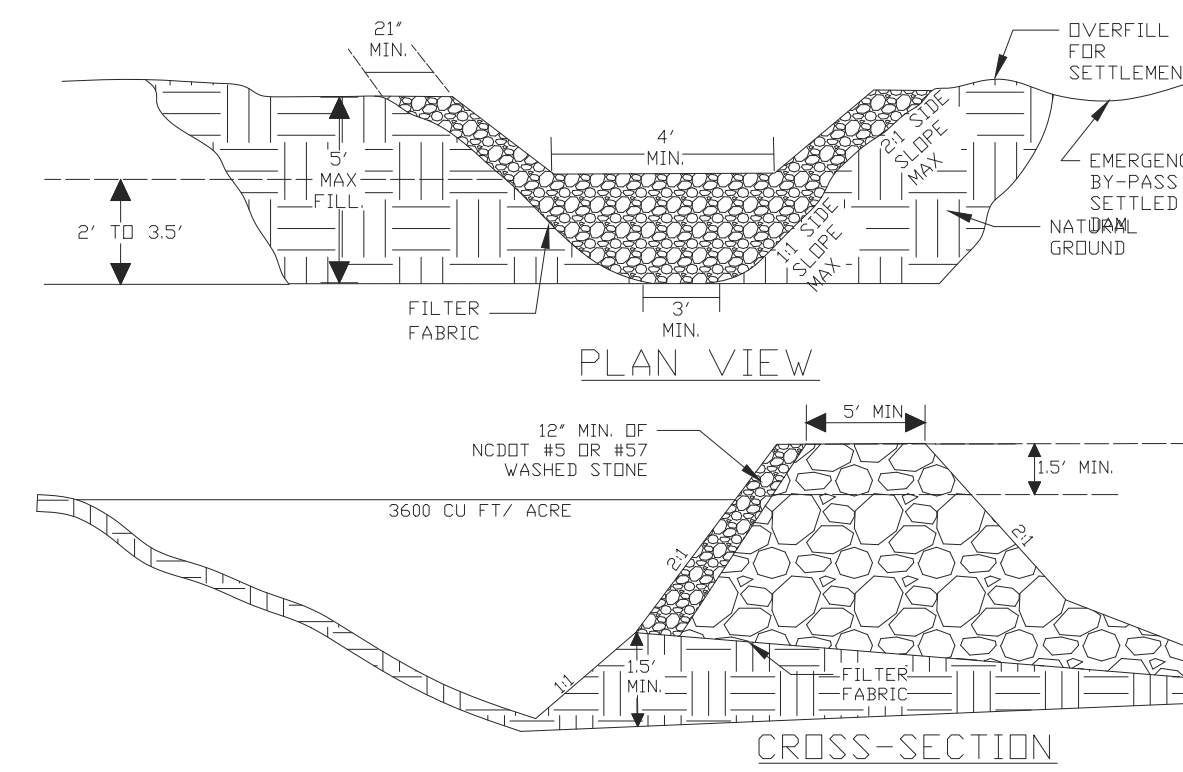 21" 
MIN.
OVERFILL
FOR
SETTLEMEN
4'
MIN.
5'
MAX
FILL.
2:1 SIDE
SLOPE
MAX
EMERGENC
BY-PASS
SETTLED
DAM
2' TO 3.5'
1:1 SIDE
SLOPE
MAX
NATURAL
GROUND
FILTER
FABRIC
3'
MIN.
PLAN VIEW
12" MIN. OF
NCDOT #5 OR #57
WASHED STONE
5' MIN
1.5' MIN.
3600 CU FT/ ACRE
2:1
2:1
1.5'
MIN.
1:1
FILTER
FABRIC
CROSS-SECTION